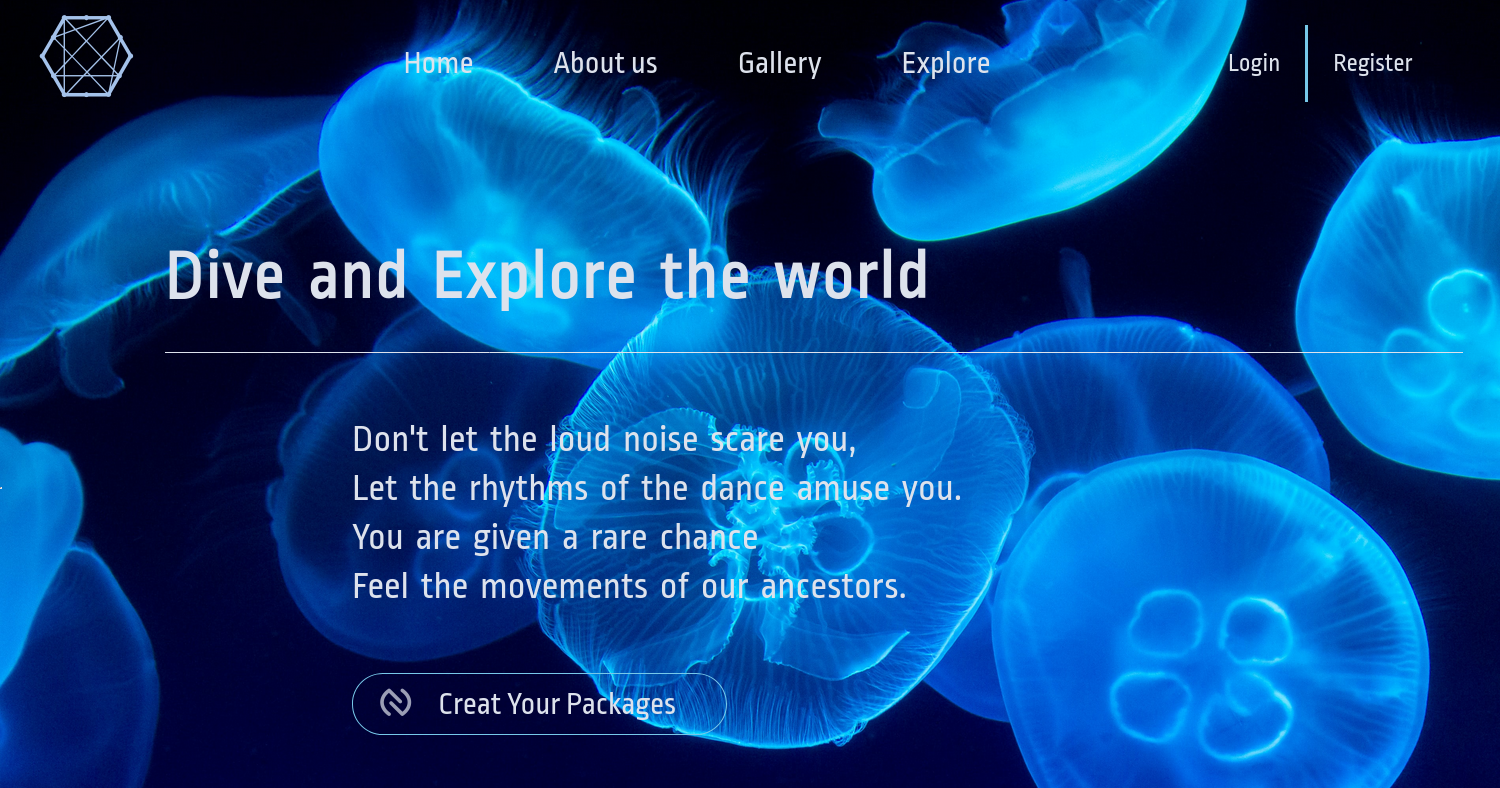 Home About us Gallery Explore Login Register
Dive and Explore the world
Don't let the loud noise scare you,
Let the rhythms of the dance amuse you.
You are given a rare chance
Feel the movements of our ancestors.
Creat Your Packages